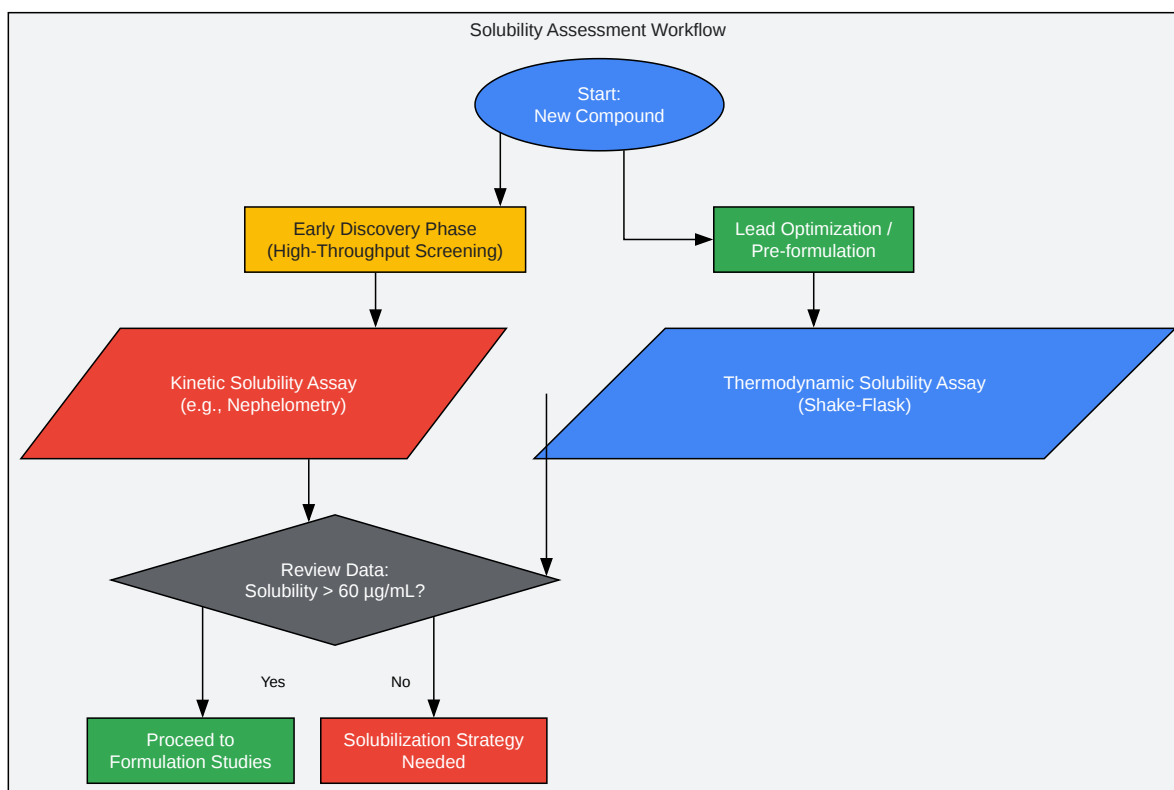 Solubility Assessment Workflow
Start:
New Compound
Early Discovery Phase
(High-Throughput Screening)
Lead Optimization /
Pre-formulation
Kinetic Solubility Assay
(e.g., Nephelometry)
Thermodynamic Solubility Assay
(Shake-Flask)
Review Data:
Solubility > 60 µg/mL?
Yes
No
Proceed to
Formulation Studies
Solubilization Strategy
Needed